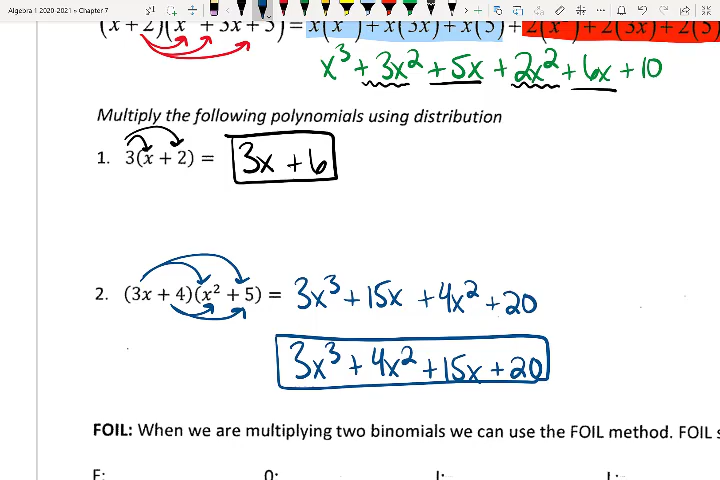 Algebra 1 2020-2021 » Chapter 7
(x + 2)(x² + 3x + 5) = x(x²) + x(3x) + x(5) + 2(x²) + 2(3x) + 2(5)
x³ + 3x² + 5x + 2x² + 6x + 10
Multiply the following polynomials using distribution
1. 3(x + 2) = 3x + 6
2. (3x + 4)(x² + 5) = 3x³ + 15x + 4x² + 20
3x³ + 4x² + 15x + 20
FOIL: When we are multiplying two binomials we can use the FOIL method. FOIL s
F: O: I: L: